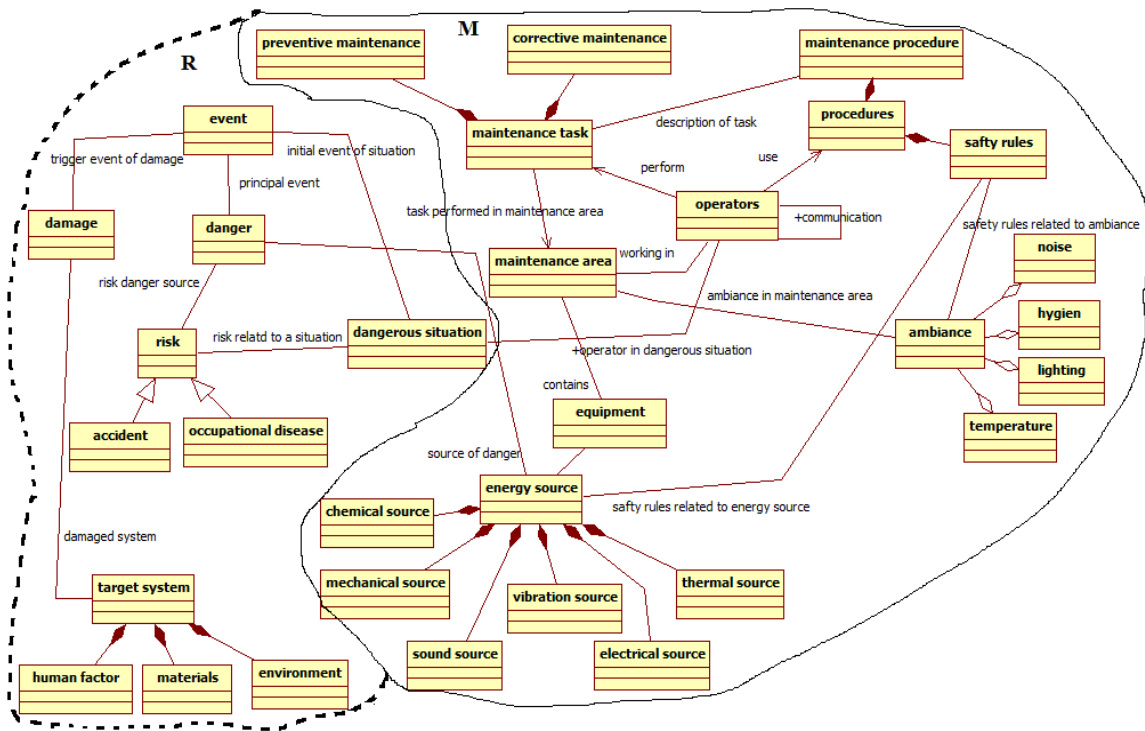 M
preventive maintenance
corrective maintenance
maintenance procedure
R
event
maintenance task
description of task
procedures
safty rules
trigger event of damage
initial event of situation
use
perform
principal event
damage
danger
task performed in maintenance area
operators
+communication
safety rules related to ambiance
noise
maintenance area
working in
risk danger source
ambiance in maintenance area
hygien
risk
risk relatd to a situation
dangerous situation
+operator in dangerous situation
ambiance
lighting
contains
accident
occupational disease
equipment
temperature
source of danger
energy source
chemical source
safty rules related to energy source
damaged system
target system
mechanical source
vibration source
thermal source
sound source
electrical source
human factor
materials
environment